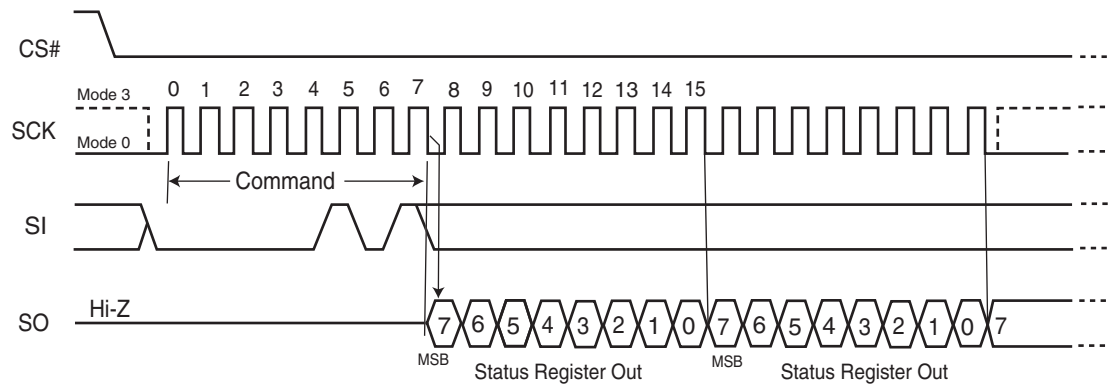 CS#
Mode 3 0 1 2 3 4 5 6 7 8 9 10 11 12 13 14 15
SCK
Mode 0
Command
SI
Hi-Z
SO 7 6 5 4 3 2 1 0 7 6 5 4 3 2 1 0 7
MSB Status Register Out MSB Status Register Out